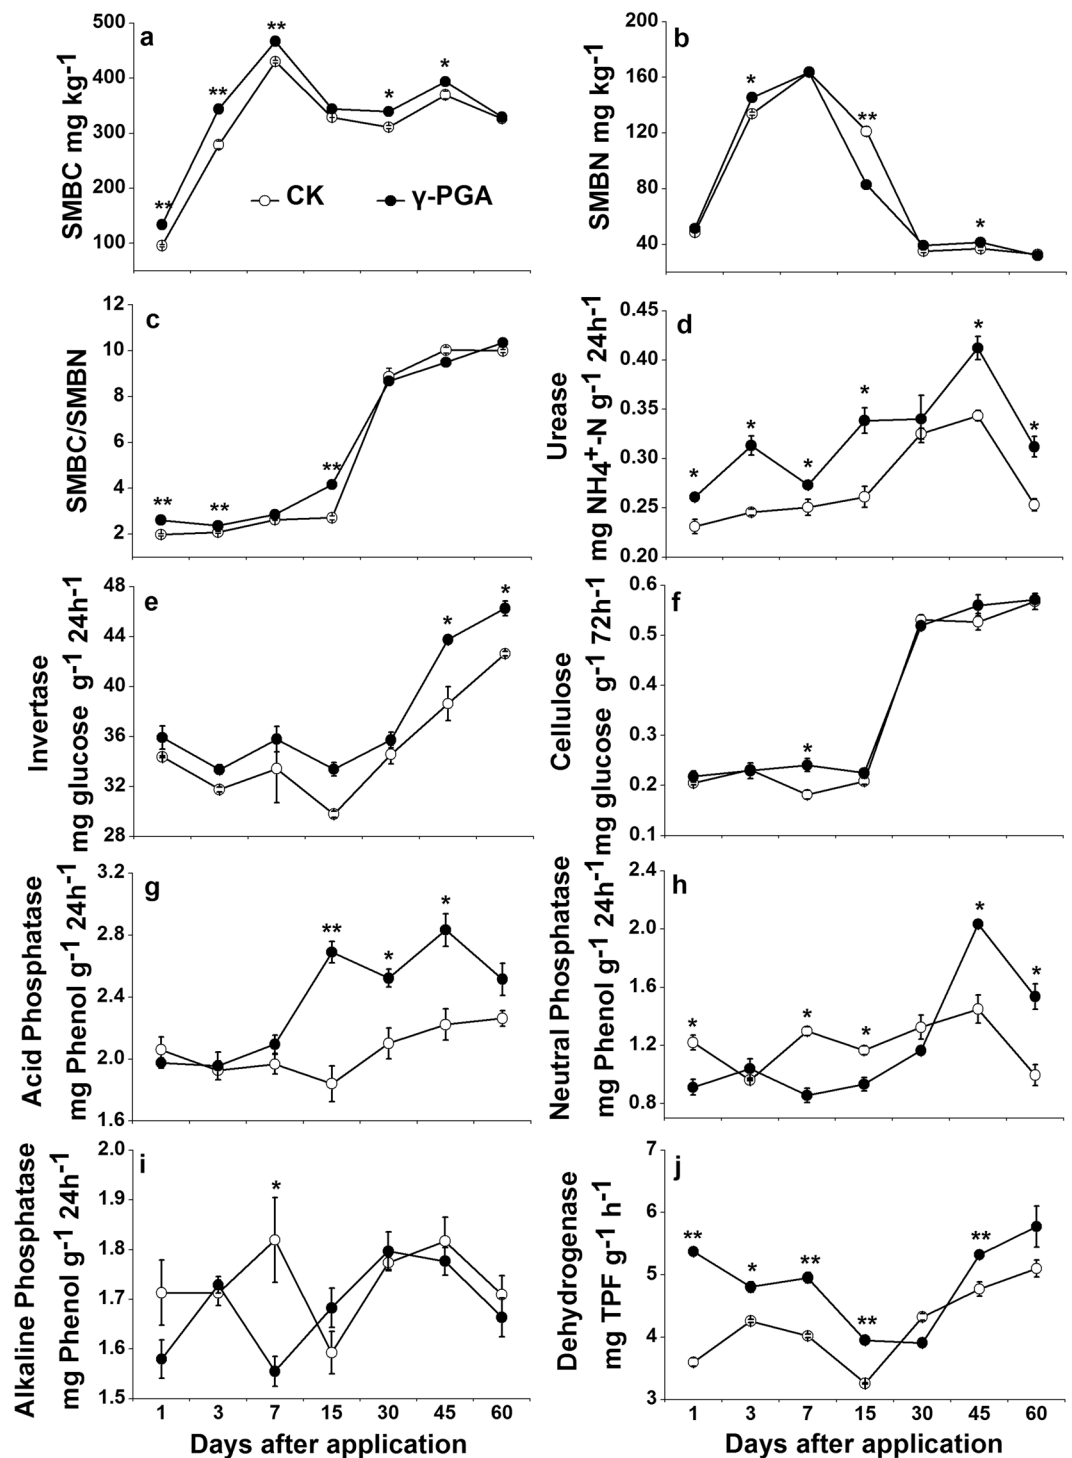 a
SMBC mg kg-1
500
400
300
200
100
** ** ** * *
CK
γ-PGA
b
SMBN mg kg-1
200
160
120
80
40
* ** *
c
SMBC/SMBN
12
10
8
6
4
2
** ** **
d
Urease
mg NH4+-N g-1 24h-1
0.45
0.40
0.35
0.30
0.25
0.20
* * * * * *
e
Invertase
mg glucose g-1 24h-1
48
44
40
36
32
28
* *
f
Cellulose
mg glucose g-1 72h-1
0.6
0.5
0.4
0.3
0.2
0.1
*
g
Acid Phosphatase
mg Phenol g-1 24h-1
3.2
2.8
2.4
2.0
1.6
** * *
h
Neutral Phosphatase
mg Phenol g-1 24h-1
2.4
2.0
1.6
1.2
0.8
* * * * *
i
Alkaline Phosphatase
mg Phenol g-1 24h-1
2.0
1.9
1.8
1.7
1.6
1.5
*
1 3 7 15 30 45 60
Days after application
j
Dehydrogenase
mg TPF g-1 h-1
7
6
5
4
3
** * ** ** **
1 3 7 15 30 45 60
Days after application